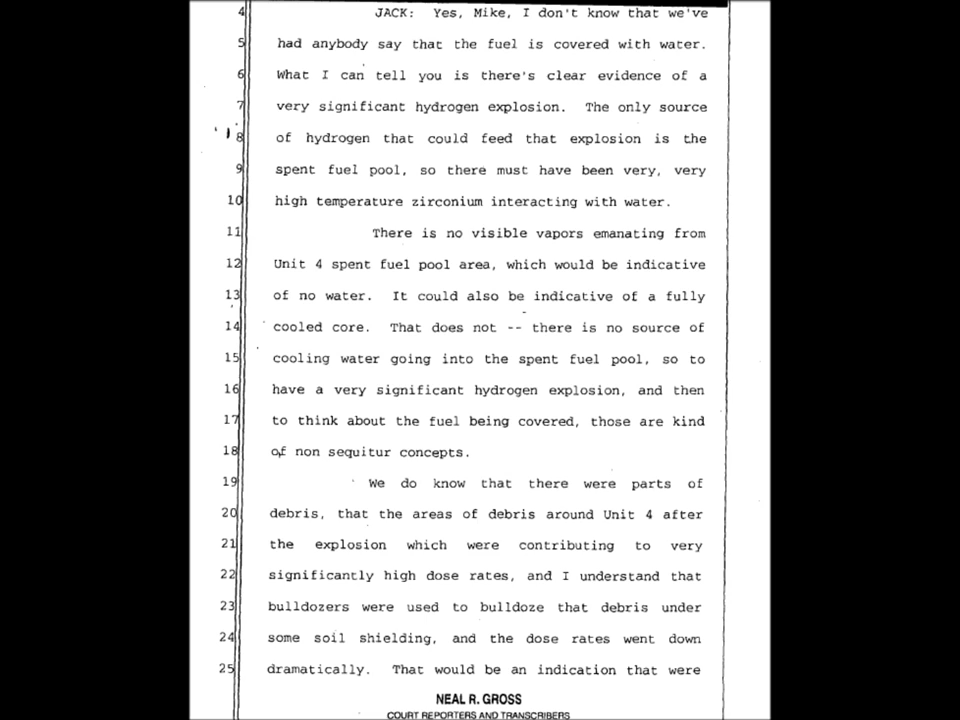 4 JACK: Yes, Mike, I don't know that we've
5 had anybody say that the fuel is covered with water.
6 What I can tell you is there's clear evidence of a
7 very significant hydrogen explosion. The only source
8 of hydrogen that could feed that explosion is the
9 spent fuel pool, so there must have been very, very
10 high temperature zirconium interacting with water.
11 There is no visible vapors emanating from
12 Unit 4 spent fuel pool area, which would be indicative
13 of no water. It could also be indicative of a fully
14 cooled core. That does not -- there is no source of
15 cooling water going into the spent fuel pool, so to
16 have a very significant hydrogen explosion, and then
17 to think about the fuel being covered, those are kind
18 of non sequitur concepts.
19 We do know that there were parts of
20 debris, that the areas of debris around Unit 4 after
21 the explosion which were contributing to very
22 significantly high dose rates, and I understand that
23 bulldozers were used to bulldoze that debris under
24 some soil shielding, and the dose rates went down
25 dramatically. That would be an indication that were
NEAL R. GROSS
COURT REPORTERS AND TRANSCRIBERS